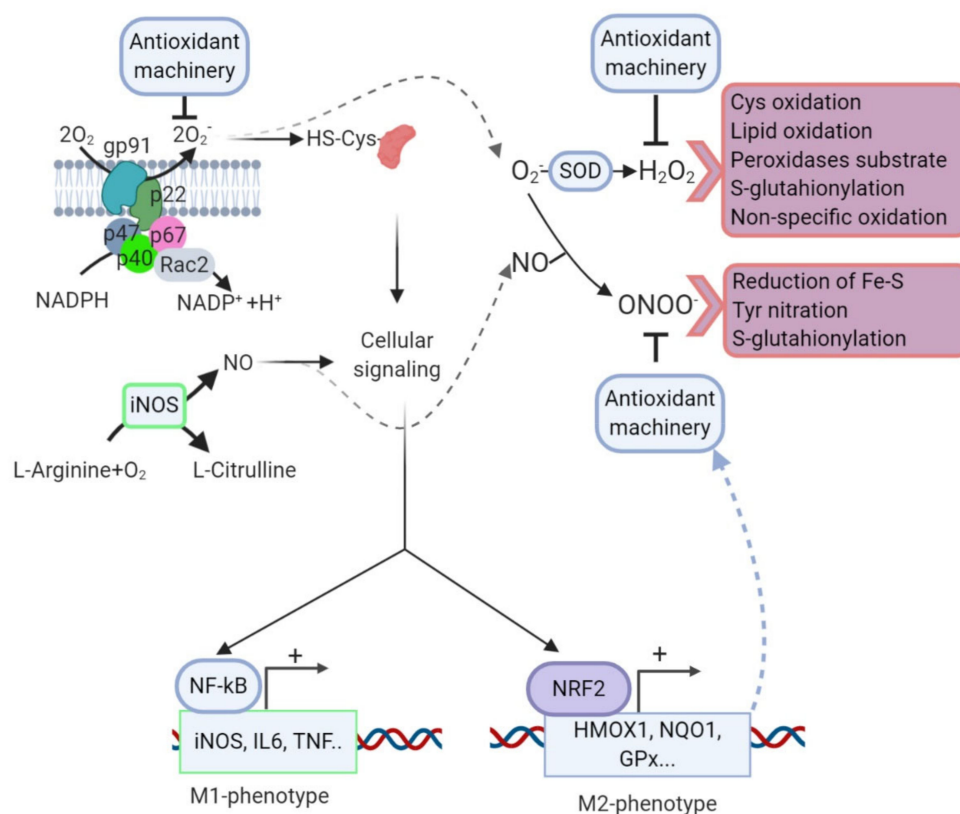 Antioxidant
machinery
2O₂
gp91
2O₂⁻
HS-Cys
p22
p47
p67
p40
Rac2
NADPH
NADP⁺ +H⁺
NO
iNOS
L-Arginine+O₂
L-Citrulline
Cellular
signaling
Antioxidant
machinery
O₂⁻
SOD
H₂O₂
Cys oxidation
Lipid oxidation
Peroxidases substrate
S-glutahionylation
Non-specific oxidation
NO
ONOO⁻
Reduction of Fe-S
Tyr nitration
S-glutahionylation
Antioxidant
machinery
NF-kB
+
iNOS, IL6, TNF..
M1-phenotype
NRF2
+
HMOX1, NQO1,
GPx...
M2-phenotype